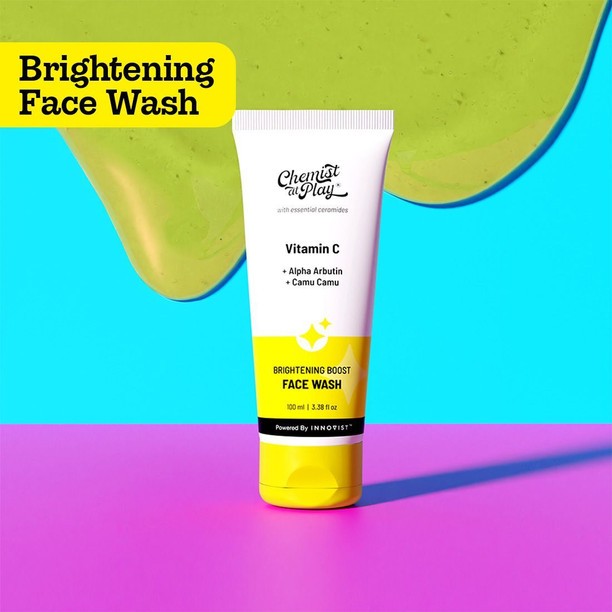 Brightening
Face Wash
Chemist
at Play
with essential ceramides
Vitamin C
+ Alpha Arbutin
+ Camu Camu
BRIGHTENING BOOST
FACE WASH
100 ml | 3.38 fl oz
Powered By INNOVIST™